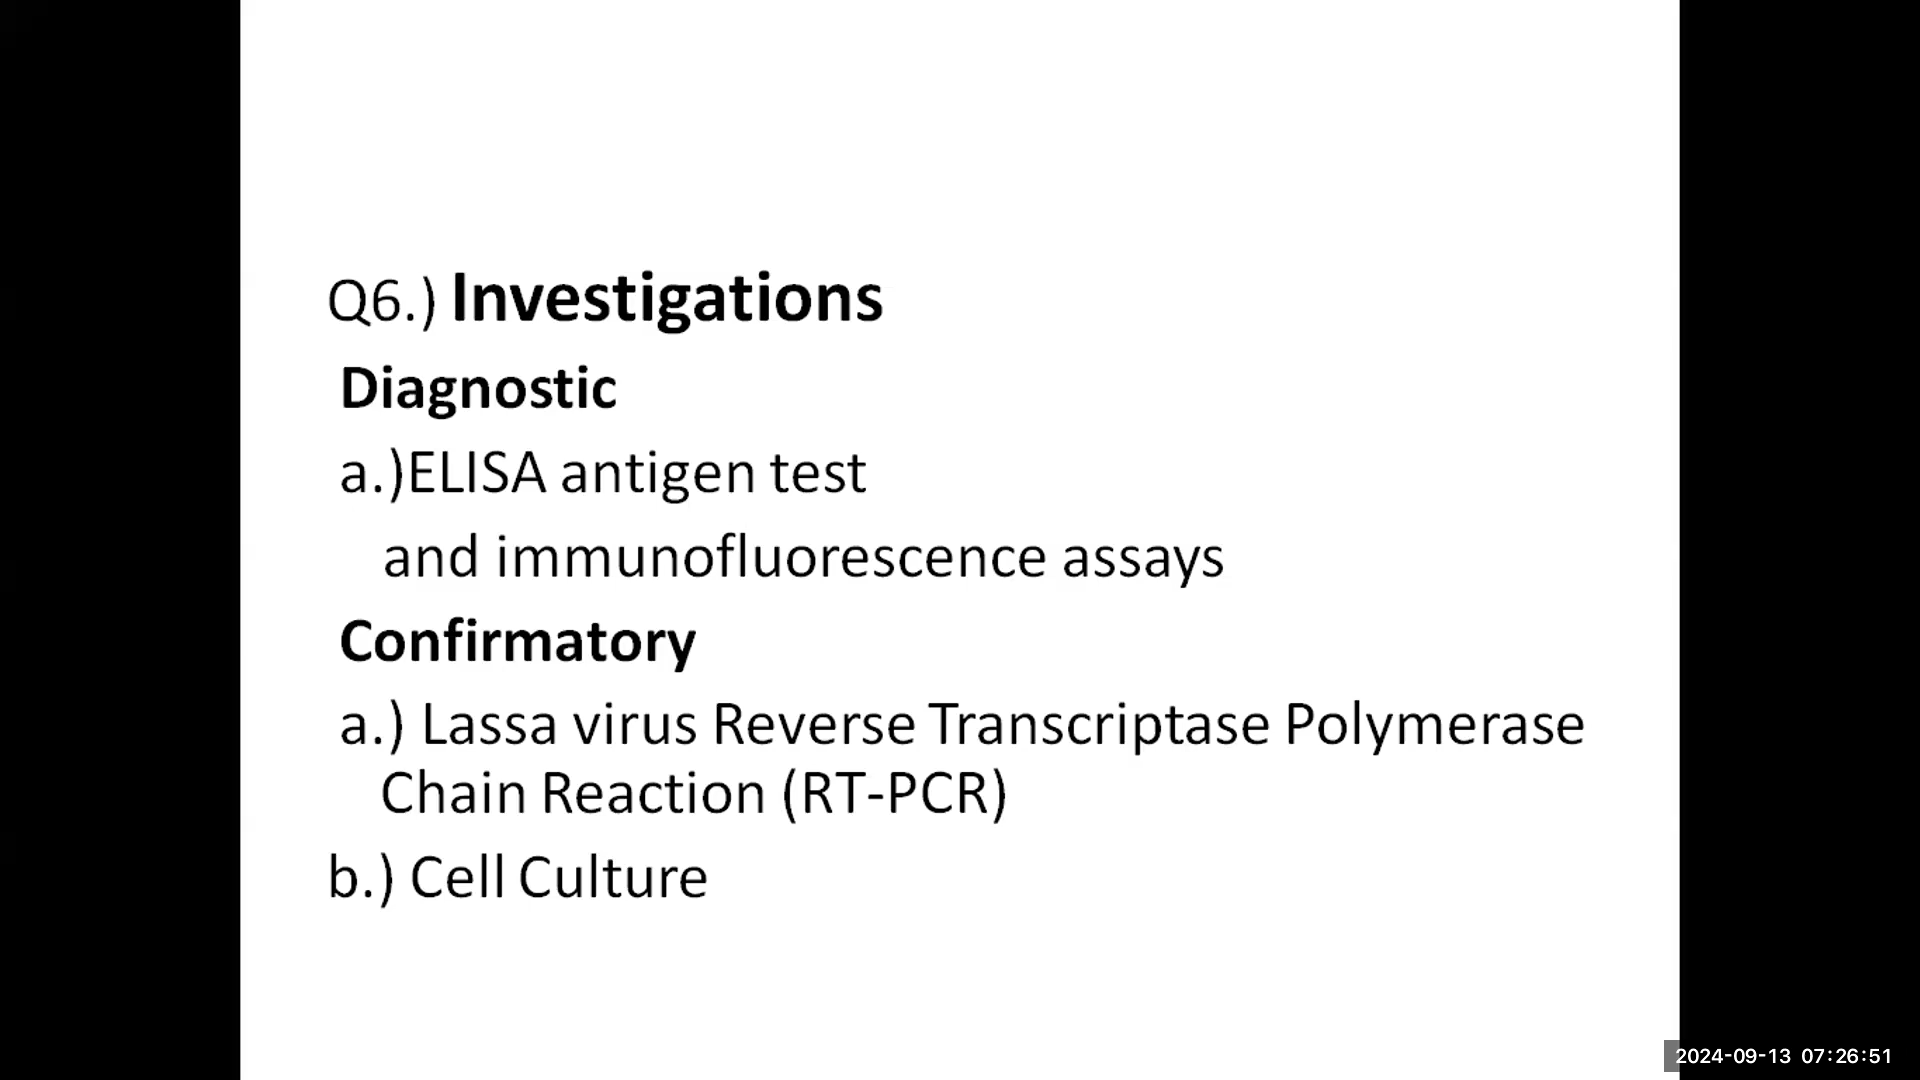 Q6.) Investigations
Diagnostic
a.)ELISA antigen test
and immunofluorescence assays
Confirmatory
a.) Lassa virus Reverse Transcriptase Polymerase
Chain Reaction (RT-PCR)
b.) Cell Culture
2024-09-13 07:26:51